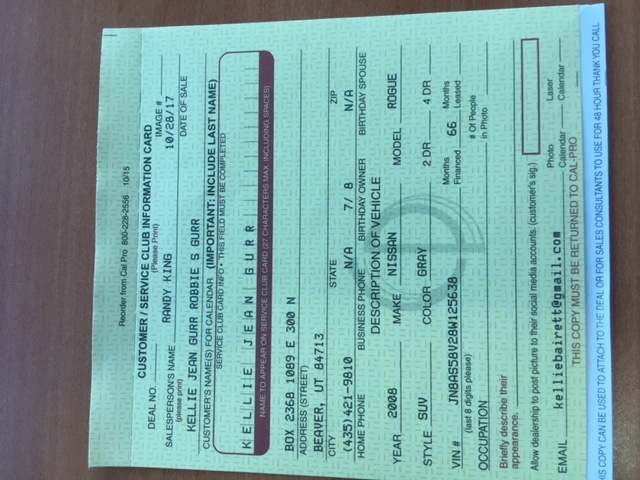 Reorder from Cal Pro 800-228-2556 10/15
CUSTOMER / SERVICE CLUB INFORMATION CARD
(Please Print)
DEAL NO.
IMAGE #
RANDY KING 10/28/17
SALESPERSON'S NAME DATE OF SALE
(please print)
KELLIE JEAN GURR ROBBIE S GURR
CUSTOMER'S NAME(S) FOR CALENDAR (IMPORTANT: INCLUDE LAST NAME)
SERVICE CLUB CARD INFO • THIS FIELD MUST BE COMPLETED
KELLIE JEAN GURR
NAME TO APPEAR ON SERVICE CLUB CARD (27 CHARACTERS MAX. INCLUDING SPACES)
BOX 2368 1089 E 300 N
ADDRESS (STREET)
BEAVER, UT 84713
CITY STATE ZIP
(435)421-9810 N/A 7/ 8 N/A
HOME PHONE BUSINESS PHONE BIRTHDAY OWNER BIRTHDAY SPOUSE
DESCRIPTION OF VEHICLE
YEAR 2008 MAKE NISSAN MODEL ROGUE
STYLE SUV COLOR GRAY 2 DR 4 DR
VIN # JN8AS58V28W125638 Months Financed 66 Months Leased
(last 8 digits please)
OCCUPATION # Of People in Photo
Briefly describe their
appearance.
Allow dealership to post picture to their social media accounts. (customer's sig.)
EMAIL kelliebairett@gmail.com Photo Calendar Laser Calendar
THIS COPY MUST BE RETURNED TO CAL-PRO
THIS COPY CAN BE USED TO ATTACH TO THE DEAL OR FOR SALES CONSULTANTS TO USE FOR 48 HOUR THANK YOU CALL